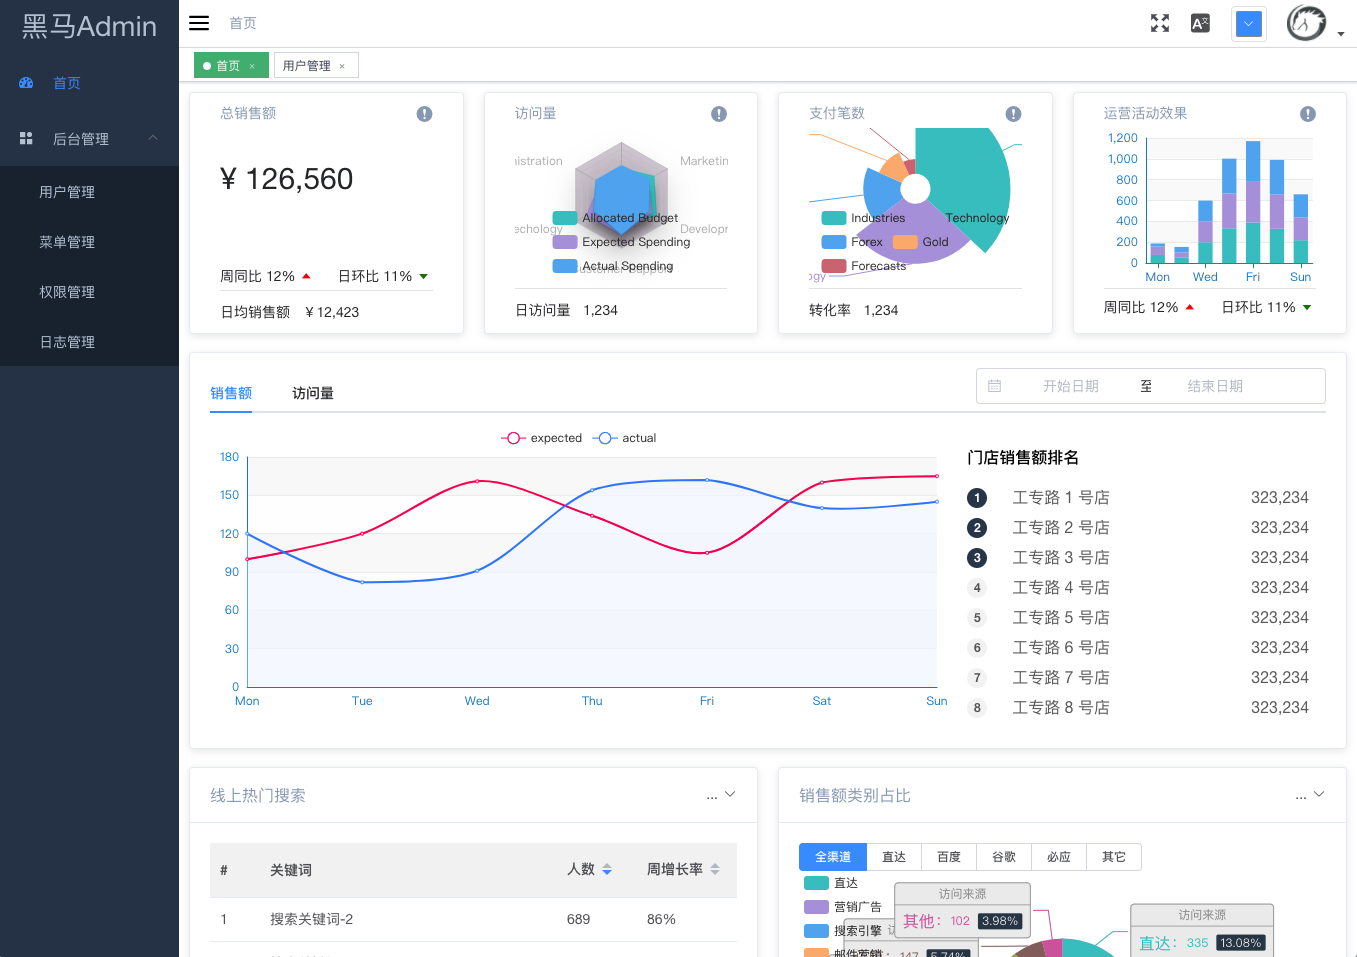 黑马Admin
首页
后台管理
用户管理
菜单管理
权限管理
日志管理
首页
首页 ×
用户管理 ×
总销售额
¥ 126,560
周同比 12% 日环比 11%
日均销售额 ¥ 12,423
访问量
Marketin
Developr
Allocated Budget
Expected Spending
Actual Spending
日访问量 1,234
支付笔数
Industries Technology
Forex Gold
Forecasts
转化率 1,234
运营活动效果
1,200
1,000
800
600
400
200
0
Mon Wed Fri Sun
周同比 12% 日环比 11%
销售额 访问量
开始日期 至 结束日期
expected actual
180
150
120
90
60
30
0
Mon Tue Wed Thu Fri Sat Sun
门店销售额排名
1 工专路 1 号店 323,234
2 工专路 2 号店 323,234
3 工专路 3 号店 323,234
4 工专路 4 号店 323,234
5 工专路 5 号店 323,234
6 工专路 6 号店 323,234
7 工专路 7 号店 323,234
8 工专路 8 号店 323,234
线上热门搜索 ...
# 关键词 人数 周增长率
1 搜索关键词-2 689 86%
销售额类别占比 ...
全渠道 直达 百度 谷歌 必应 其它
直达
营销广告
搜索引擎
邮件营销
访问来源
其他: 102 3.98%
147 5.74%
访问来源
直达: 335 13.08%